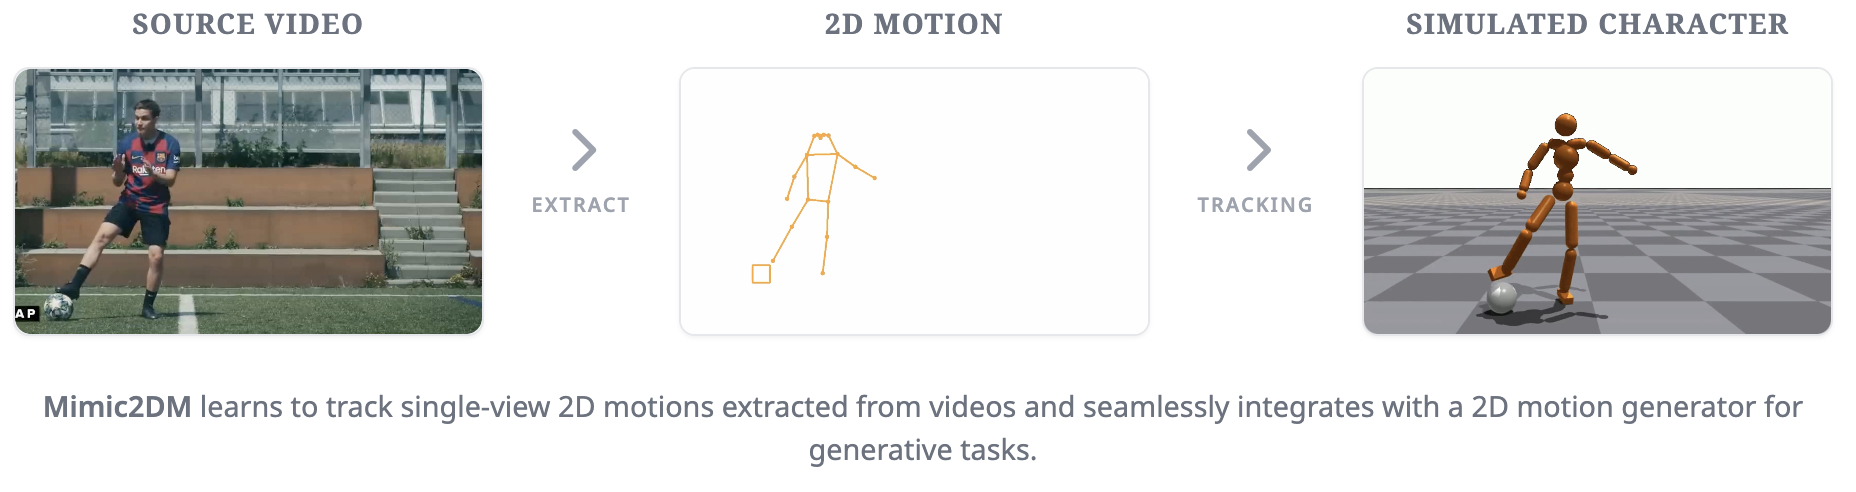 SOURCE VIDEO
2D MOTION
SIMULATED CHARACTER
Rakuten
AP
EXTRACT
TRACKING
Mimic2DM learns to track single-view 2D motions extracted from videos and seamlessly integrates with a 2D motion generator for
generative tasks.